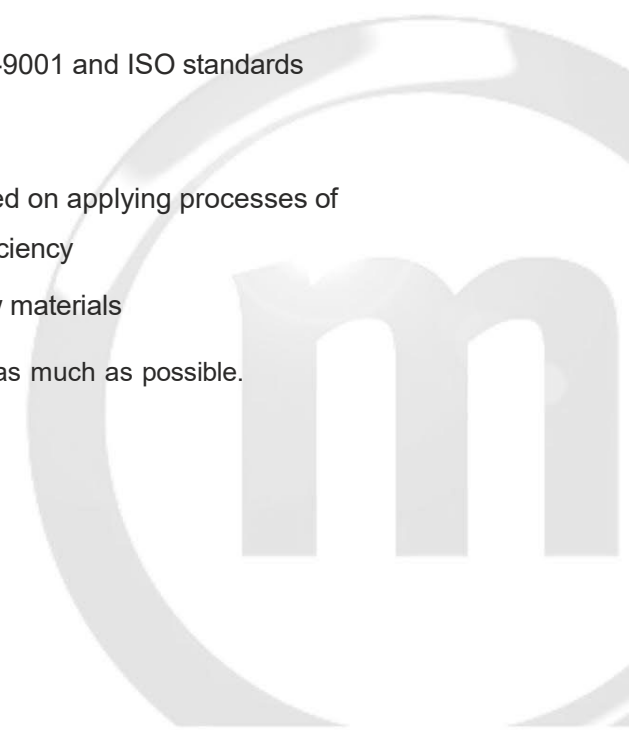 -9001 and ISO standards
ed on applying processes of
ciency
materials
as much as possible.
m